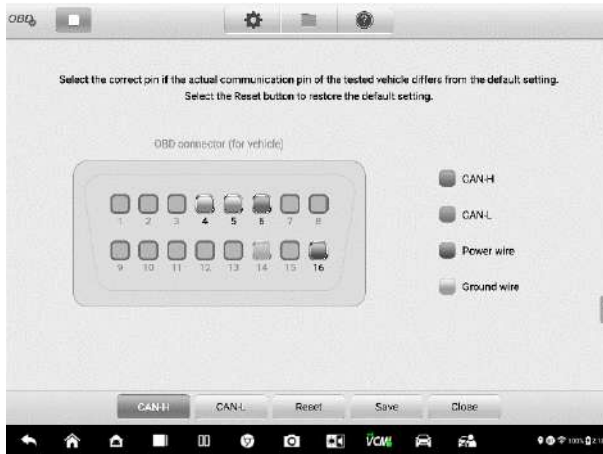 OBD
Select the correct pin if the actual communication pin of the tested vehicle differs from the default setting.
Select the Reset button to restore the default setting.
OBD connector (for vehicle)
1 2 3 4 5 6 7 8
9 10 11 12 13 14 15 16
CAN-H
CAN-L
Power wire
Ground wire
CAN-H CAN-L Reset Save Close
VCMI 100%